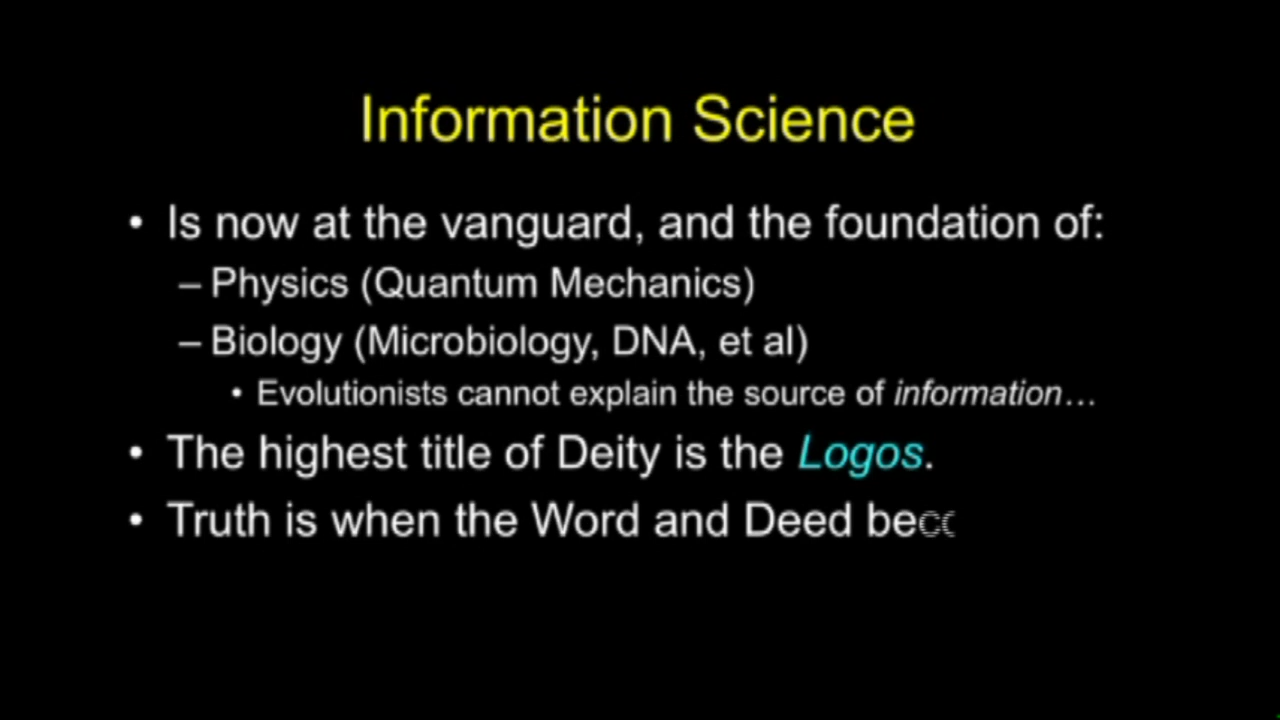 Information Science
• Is now at the vanguard, and the foundation of:
– Physics (Quantum Mechanics)
– Biology (Microbiology, DNA, et al)
• Evolutionists cannot explain the source of information…
• The highest title of Deity is the Logos.
• Truth is when the Word and Deed